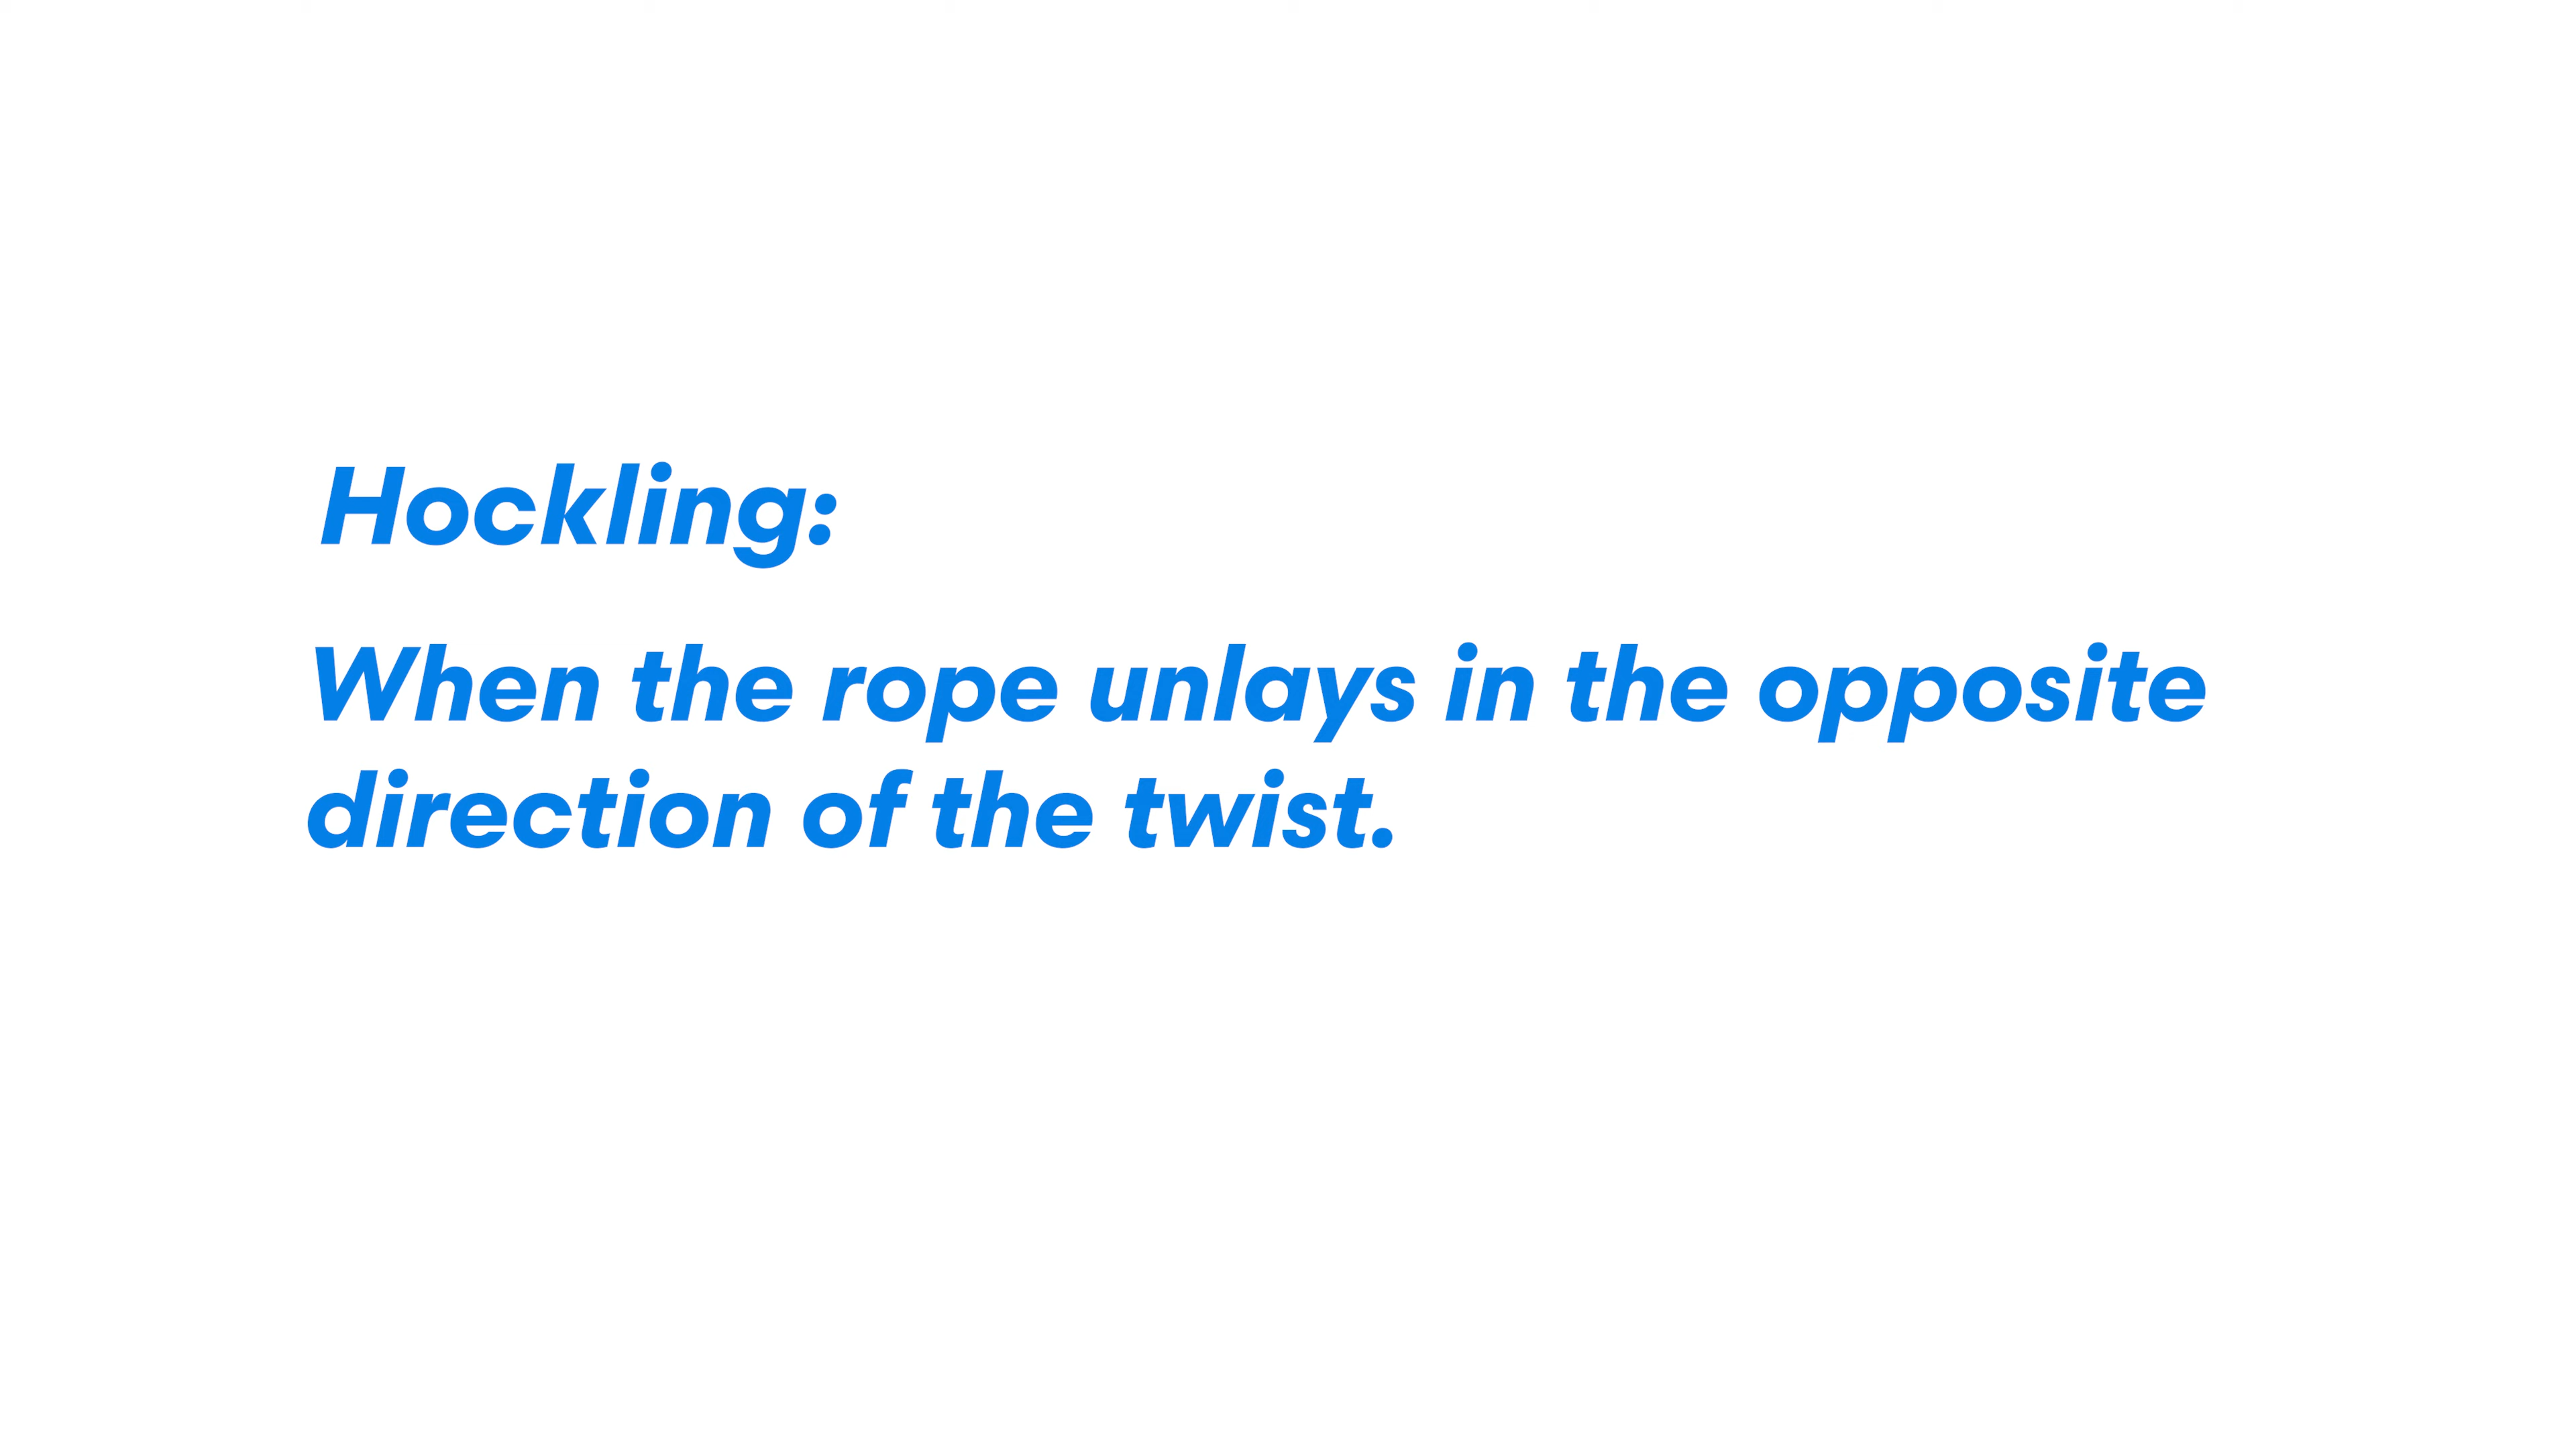 Hockling:
When the rope unlays in the opposite
direction of the twist.